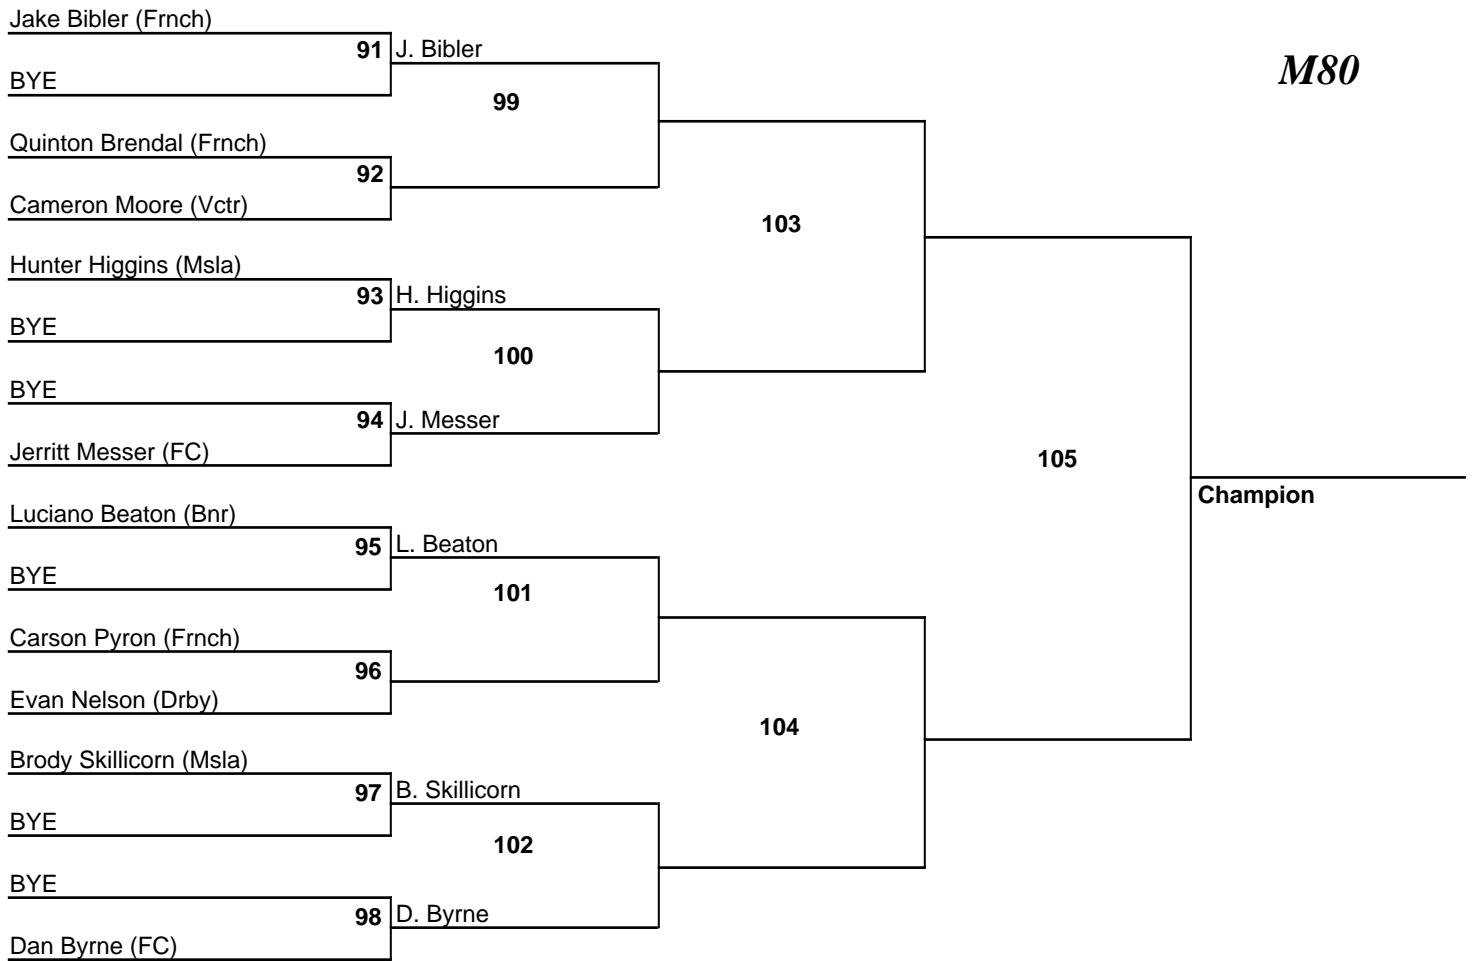 Jake Bibler (Frnch)
91 J. Bibler
M80
BYE
99
Quinton Brendal (Frnch)
92
Cameron Moore (Vctr)
103
Hunter Higgins (Msla)
93 H. Higgins
BYE
100
BYE
94 J. Messer
Jerritt Messer (FC)
105
Champion
Luciano Beaton (Bnr)
95 L. Beaton
BYE
101
Carson Pyron (Frnch)
96
Evan Nelson (Drby)
104
Brody Skillicorn (Msla)
97 B. Skillicorn
BYE
102
BYE
98 D. Byrne
Dan Byrne (FC)